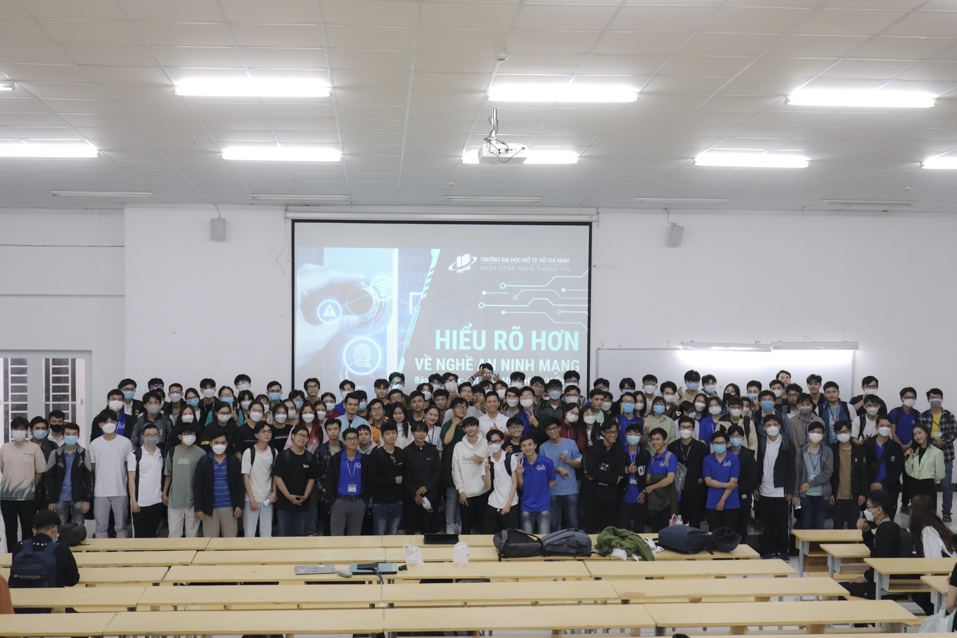 TRƯỜNG ĐẠI HỌC MỞ TP. HỒ CHÍ MINH
KHOA CÔNG NGHỆ THÔNG TIN
HIỂU RÕ HƠN
VỀ NGHỀ AN NINH MẠNG